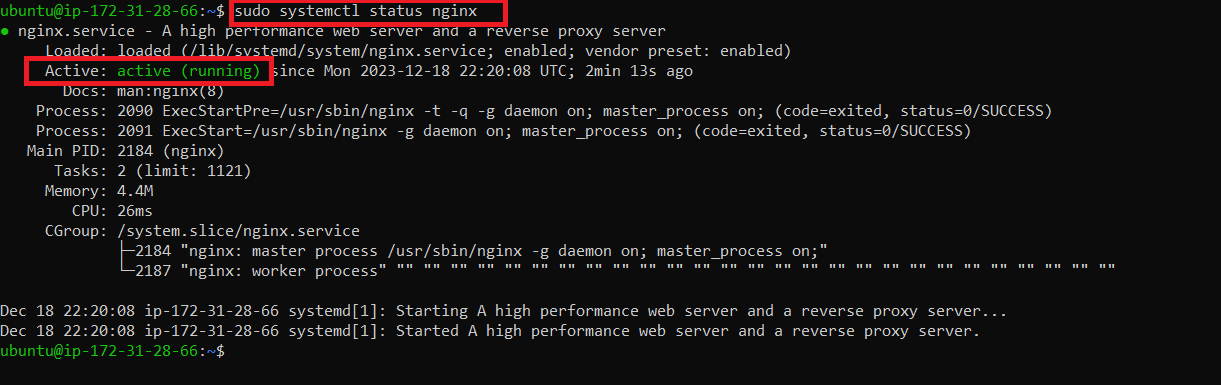 ubuntu@ip-172-31-28-66:~$ sudo systemctl status nginx
● nginx.service - A high performance web server and a reverse proxy server
     Loaded: loaded (/lib/systemd/system/nginx.service; enabled; vendor preset: enabled)
     Active: active (running) since Mon 2023-12-18 22:20:08 UTC; 2min 13s ago
       Docs: man:nginx(8)
    Process: 2090 ExecStartPre=/usr/sbin/nginx -t -q -g daemon on; master_process on; (code=exited, status=0/SUCCESS)
    Process: 2091 ExecStart=/usr/sbin/nginx -g daemon on; master_process on; (code=exited, status=0/SUCCESS)
   Main PID: 2184 (nginx)
      Tasks: 2 (limit: 1121)
     Memory: 4.4M
        CPU: 26ms
     CGroup: /system.slice/nginx.service
             ├─2184 "nginx: master process /usr/sbin/nginx -g daemon on; master_process on;"
             └─2187 "nginx: worker process" "" "" "" "" "" "" "" "" "" "" "" "" "" "" "" "" "" "" "" "" "" "" "" "" "" "" ""

Dec 18 22:20:08 ip-172-31-28-66 systemd[1]: Starting A high performance web server and a reverse proxy server...
Dec 18 22:20:08 ip-172-31-28-66 systemd[1]: Started A high performance web server and a reverse proxy server.
ubuntu@ip-172-31-28-66:~$